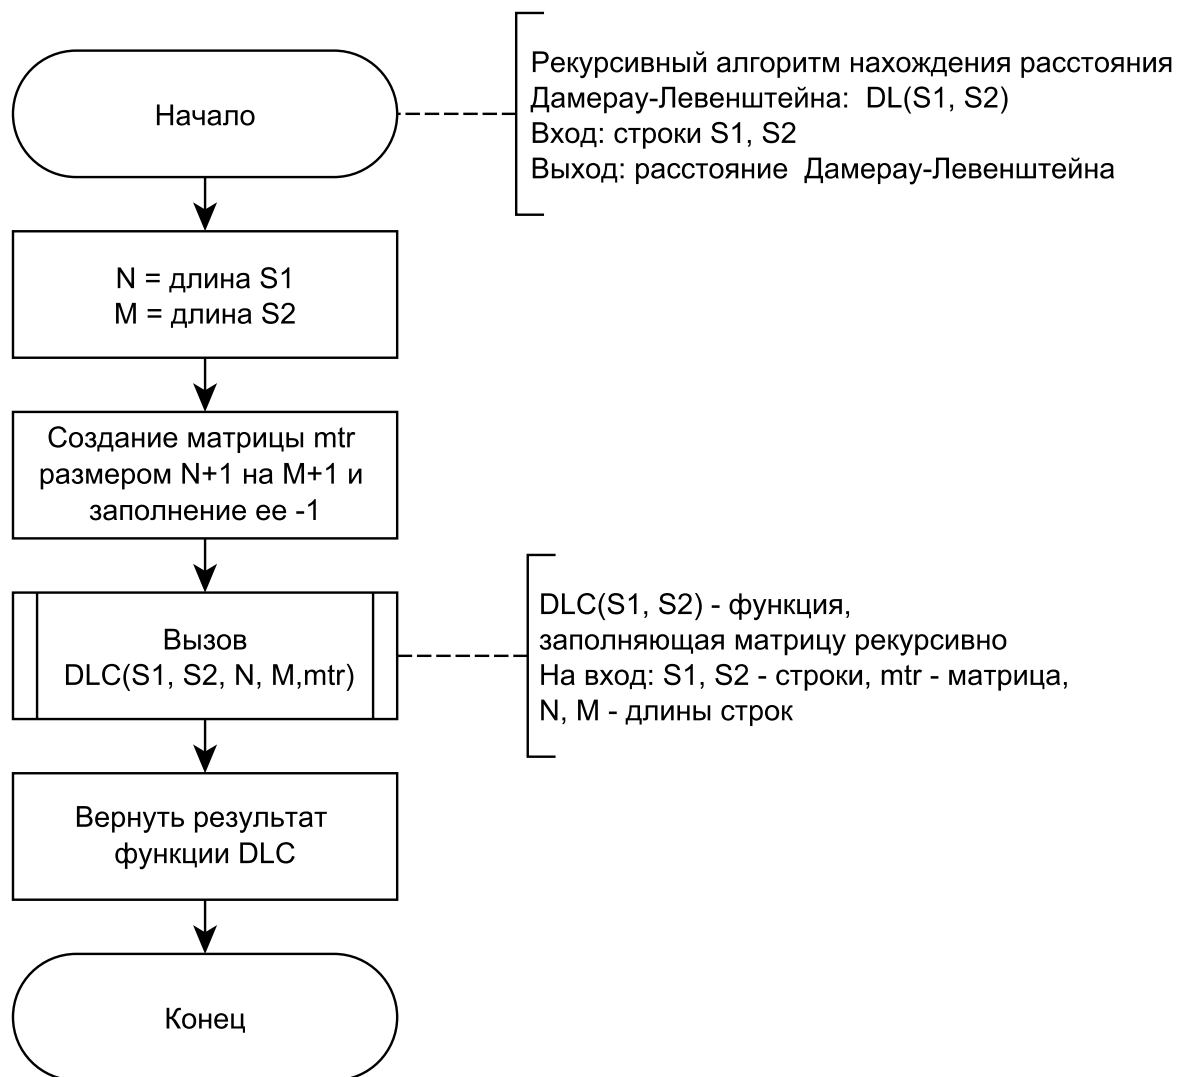 Начало
Рекурсивный алгоритм нахождения расстояния
Дамерау-Левенштейна:  DL(S1, S2)
Вход: строки S1, S2
Выход: расстояние  Дамерау-Левенштейна
N = длина S1
M = длина S2
Создание матрицы mtr
размером N+1 на M+1 и
заполнение ее -1
Вызов
DLC(S1, S2, N, M,mtr)
DLC(S1, S2) - функция,
заполняющая матрицу рекурсивно
На вход: S1, S2 - строки, mtr - матрица,
N, M - длины строк
Вернуть результат
функции DLC
Конец